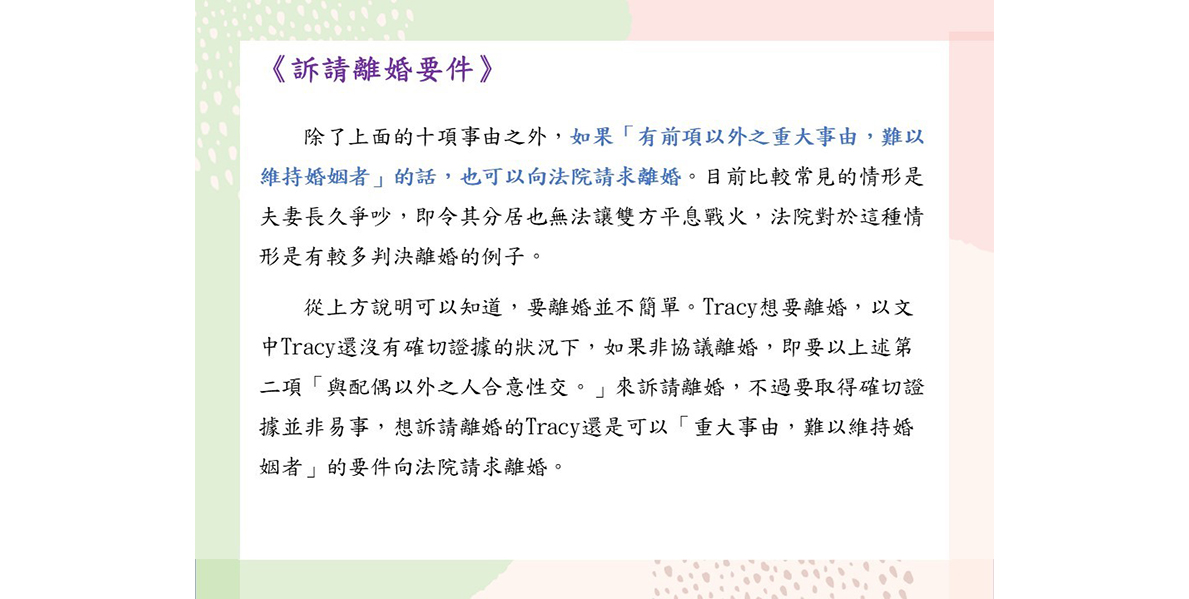 《訴請離婚要件》
除了上面的十項事由之外，如果「有前項以外之重大事由，難以
維持婚姻者」的話，也可以向法院請求離婚。目前比較常見的情形是
夫妻長久爭吵，即令其分居也無法讓雙方平息戰火，法院對於這種情
形是有較多判決離婚的例子。
從上方說明可以知道，要離婚並不簡單。Tracy想要離婚，以文
中Tracy還沒有確切證據的狀況下，如果非協議離婚，即要以上述第
二項「與配偶以外之人合意性交。」來訴請離婚，不過要取得確切證
據並非易事，想訴請離婚的Tracy還是可以「重大事由，難以維持婚
姻者」的要件向法院請求離婚。